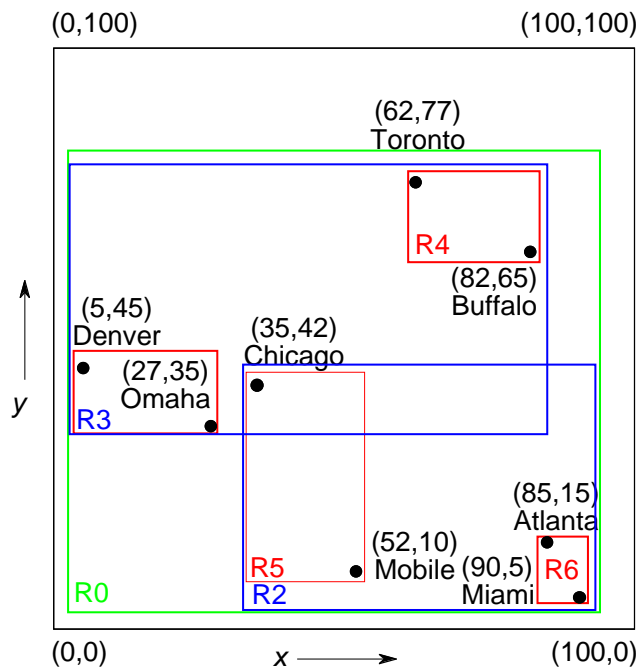 (0,100) (100,100)
(62,77)
Toronto
R4
(82,65)
Buffalo
(5,45)
Denver
(35,42)
Chicago
(27,35)
Omaha
y
R3
(85,15)
Atlanta
(52,10)
Mobile
(90,5)
Miami
R6
R5
R0
R2
(0,0) x (100,0)